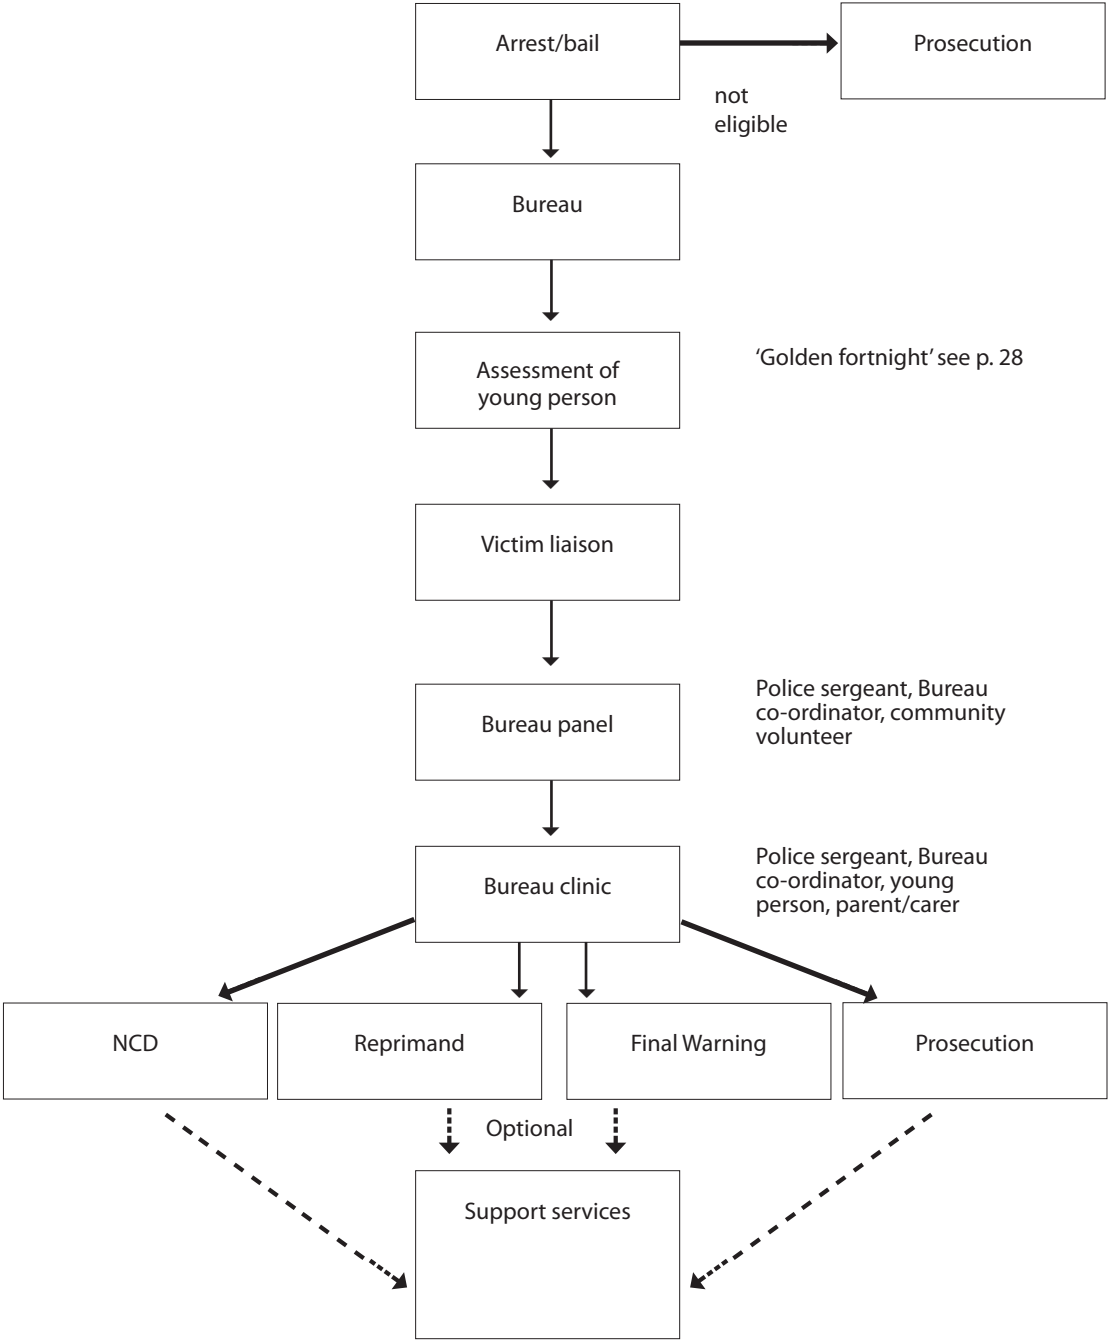 Arrest/bail
Prosecution
not
eligible
Bureau
Assessment of
young person
‘Golden fortnight’ see p. 28
Victim liaison
Bureau panel
Police sergeant, Bureau
co-ordinator, community
volunteer
Bureau clinic
Police sergeant, Bureau
co-ordinator, young
person, parent/carer
NCD
Reprimand
Final Warning
Prosecution
Optional
Support services